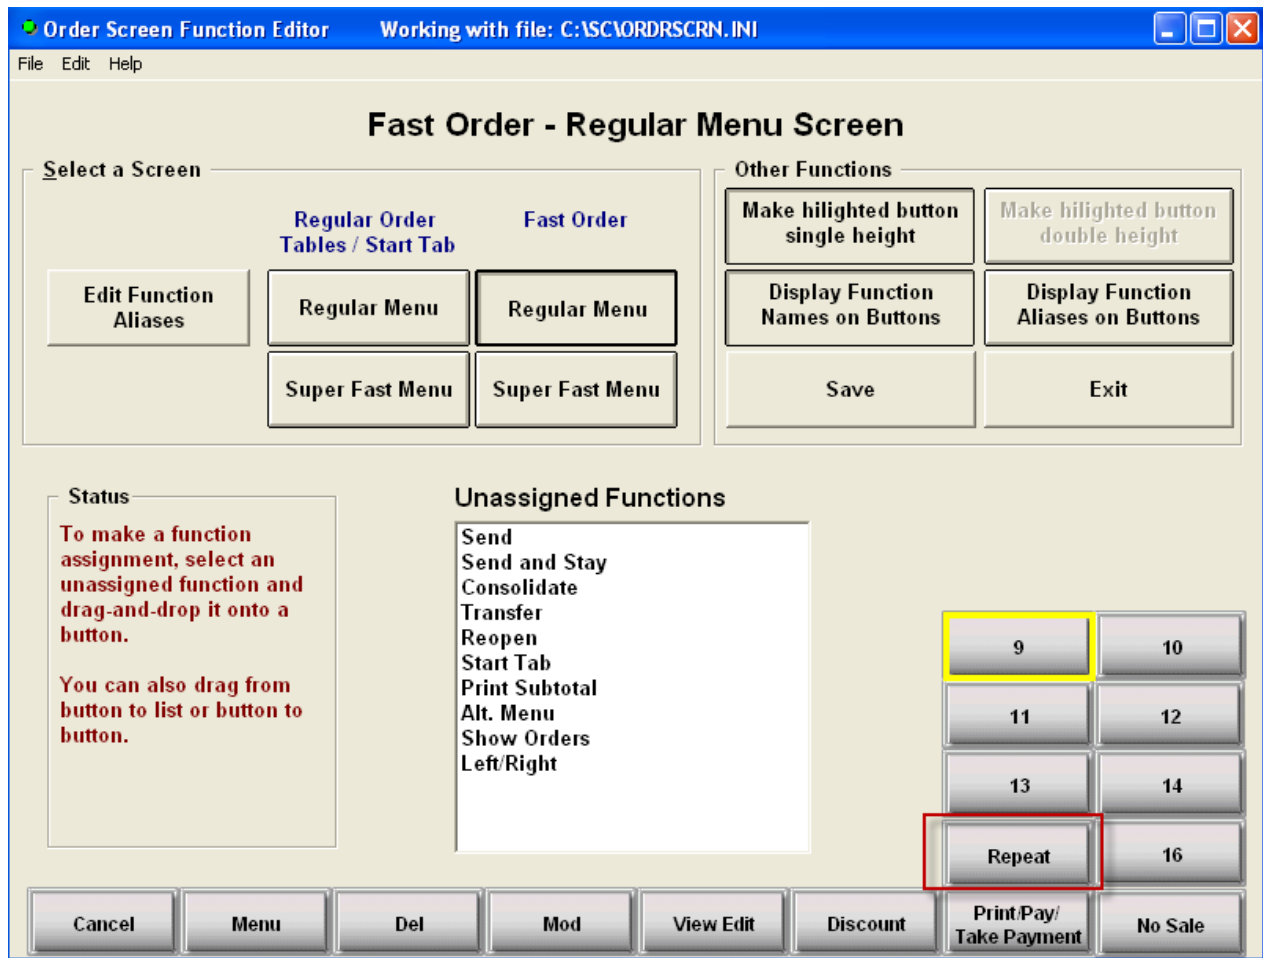 Order Screen Function Editor Working with file: C:\SC\ORDRSCRN.INI
File Edit Help
Fast Order - Regular Menu Screen
Select a Screen
Other Functions
Regular Order
Tables / Start Tab
Fast Order
Make hilighted button
single height
Make hilighted button
double height
Edit Function
Aliases
Regular Menu
Regular Menu
Display Function
Names on Buttons
Display Function
Aliases on Buttons
Super Fast Menu
Super Fast Menu
Save
Exit
Status
To make a function
assignment, select an
unassigned function and
drag-and-drop it onto a
button.
You can also drag from
button to list or button to
button.
Unassigned Functions
Send
Send and Stay
Consolidate
Transfer
Reopen
Start Tab
Print Subtotal
Alt. Menu
Show Orders
Left/Right
9
10
11
12
13
14
Repeat
16
Cancel
Menu
Del
Mod
View Edit
Discount
Print/Pay/
Take Payment
No Sale